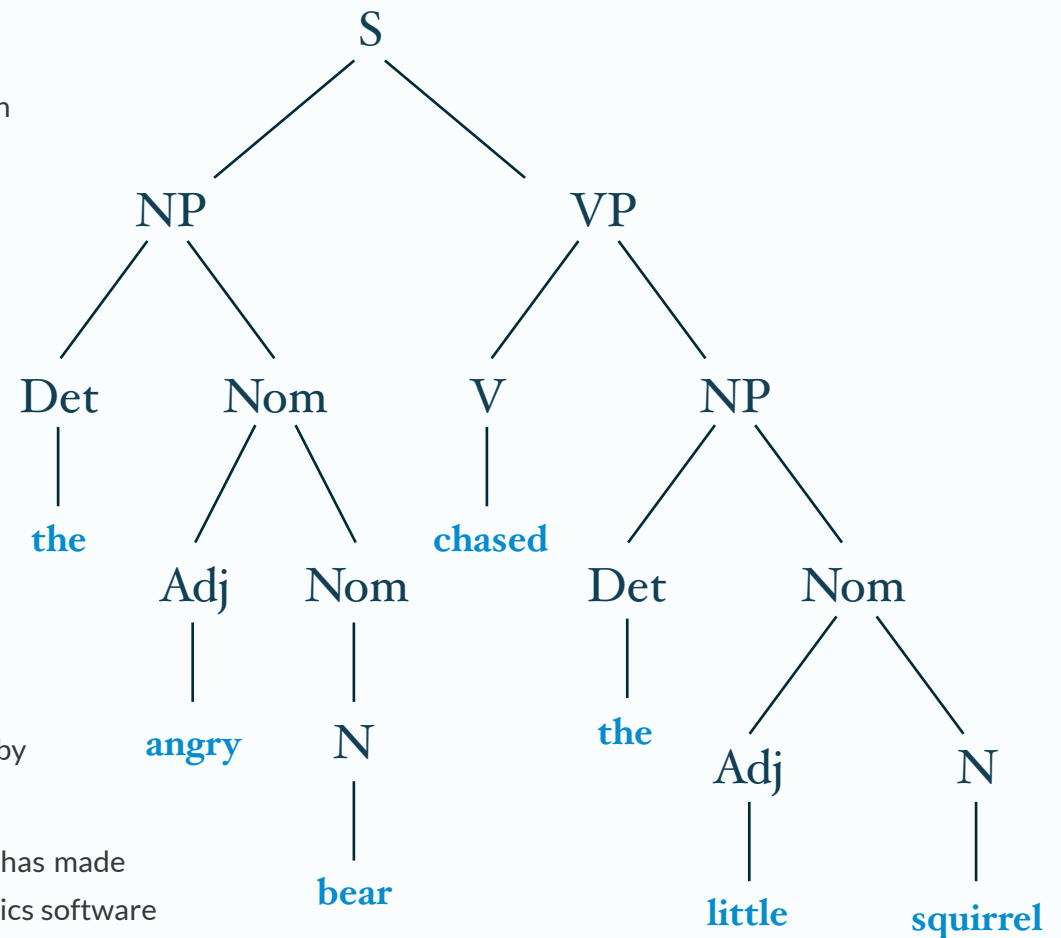 S
n
NP VP
Det Nom V NP
the chased
Adj Nom Det Nom
angry N the
by
Adj N
has made
bear
ics software
little squirrel